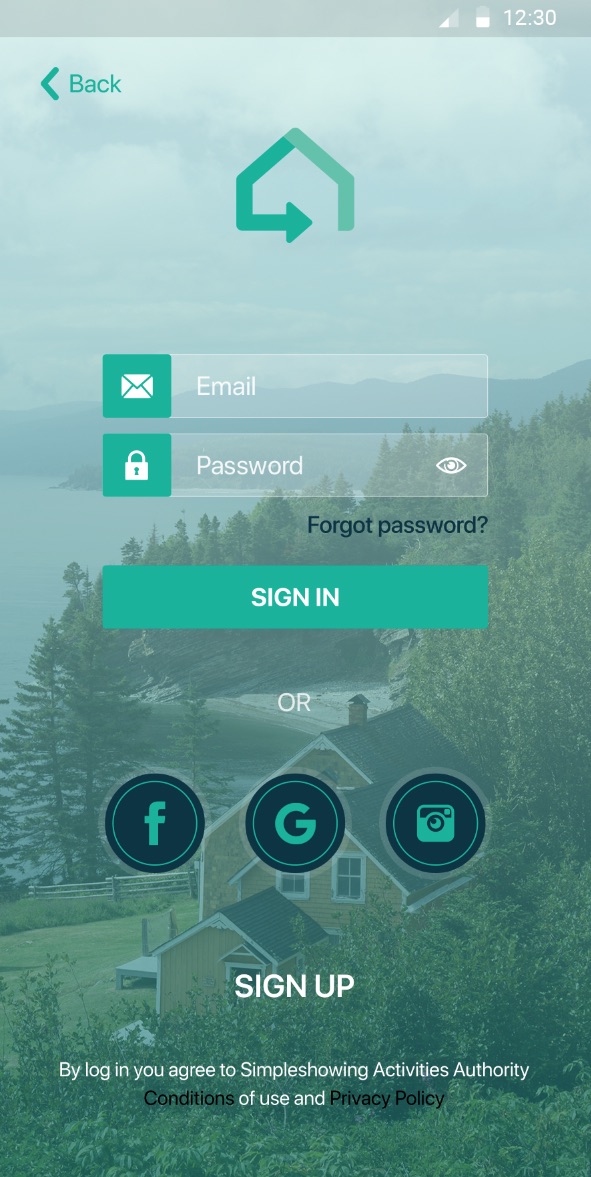 12:30
Back
Email
Password
Forgot password?
SIGN IN
OR
f
G
SIGN UP
By log in you agree to Simpleshowing Activities Authority
Conditions of use and Privacy Policy